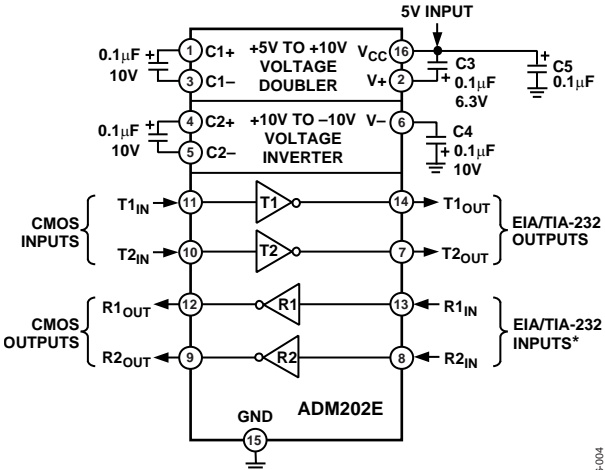 5V INPUT
0.1μF
10V
+
1
C1+
3
C1–
+5V TO +10V
VOLTAGE
DOUBLER
VCC
16
V+
2
+
C3
0.1μF
6.3V
+
C5
0.1μF
0.1μF
10V
+
4
C2+
5
C2–
+10V TO –10V
VOLTAGE
INVERTER
V–
6
C4
+ 0.1μF
10V
CMOS
INPUTS
T1IN
11
T1
14
T1OUT
T2IN
10
T2
7
T2OUT
EIA/TIA-232
OUTPUTS
CMOS
OUTPUTS
R1OUT
12
R1
13
R1IN
R2OUT
9
R2
8
R2IN
EIA/TIA-232
INPUTS*
GND
15
ADM202E